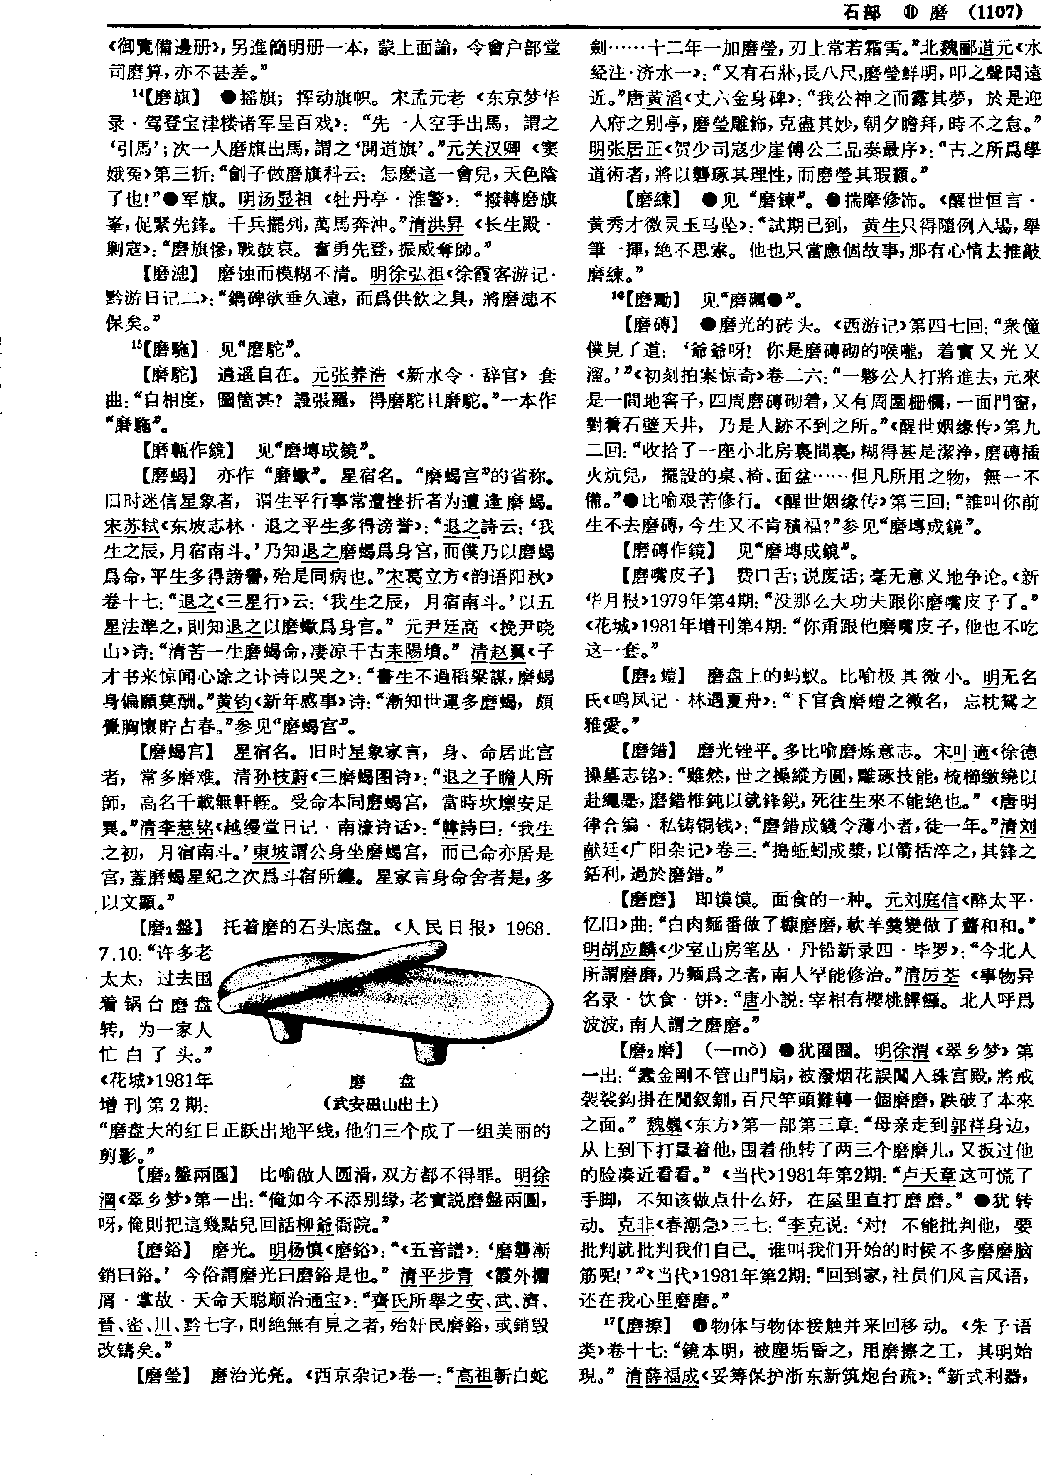 石部 ⑪ 磨 (1107)
《御覽備邊册》，另進簡明册一本，蒙上面諭，令會户部堂
司磨算，亦不甚差。”
¹⁴【磨旗】 ❶摇旗；挥动旗帜。宋孟元老《东京梦华
录·驾登宝津楼诸军呈百戏》：“先一人空手出馬，謂之
‘引馬’；次一人磨旗出馬，謂之‘開道旗’。”元关汉卿《窦
娥冤》第三折：“劊子做磨旗科云：怎麽這一會兒，天色陰
了也！”❷军旗。明汤显祖《牡丹亭·淮警》：“撥轉磨旗
峯，促緊先鋒。千兵擺列，萬馬奔冲。”清洪昇《长生殿·
剿寇》：“磨旗慘，戰鼓哀。奮勇先登，振威奪帥。”
【磨漶】 磨蚀而模糊不清。明徐弘祖《徐霞客游记·
黔游日记二》：“鐫碑欲垂久遠，而爲供飲之具，將磨漶不
保矣。”
¹⁵【磨駞】 见“磨駝”。
【磨駝】 逍遥自在。元张养浩《新水令·辞官》套
曲：“白相度，圖箇甚？謾張羅，得磨駝且磨駝。”一本作
“磨駞”。
【磨甎作鏡】 见“磨塼成鏡”。
【磨蝎】 亦作“磨蠍”。星宿名。“磨蝎宫”的省称。
旧时迷信星象者，谓生平行事常遭挫折者为遭逢磨蝎。
宋苏轼《东坡志林·退之平生多得谤誉》：“退之詩云：‘我
生之辰，月宿南斗。’乃知退之磨蝎爲身宫，而僕乃以磨蝎
爲命，平生多得謗譽，殆是同病也。”宋葛立方《韵语阳秋》
卷十七：“退之《三星行》云：‘我生之辰，月宿南斗。’以五
星法準之，則知退之以磨蠍爲身宫。”元尹廷高《挽尹晓
山》诗：“清苦一生磨蝎命，凄凉千古耒陽墳。”清赵翼《子
才书来惊闻心馀之讣诗以哭之》：“書生不過稻粱謀，磨蝎
身偏願莫酬。”黄钧《新年感事》诗：“漸知世運多磨蝎，頗
覺胸懷貯古春。”参见“磨蝎宫”。
【磨蝎宫】 星宿名。旧时星象家言，身、命居此宫
者，常多磨难。清孙枝蔚《三磨蝎图诗》：“退之子瞻人所
師，高名千載無軒輊。受命本同磨蝎宫，當時坎壈安足
異。”清李慈铭《越缦堂日记·南濠诗话》：“韓詩曰：‘我生
之初，月宿南斗。’東坡謂公身坐磨蝎宫，而己命亦居是
宫，蓋磨蝎星紀之次爲斗宿所纏。星家言身命舍者是，多
以文顯。”
【磨₂盤】 托着磨的石头底盘。《人民日报》1968.
7.10：“许多老
太太，过去围
着锅台磨盘
转，为一家人
忙白了头。”
《花城》1981年
增刊第2期：
磨 盘
（武安磁山出土）
“磨盘大的红日正跃出地平线，他们三个成了一组美丽的
剪影。”
【磨₂盤兩圓】 比喻做人圆滑，双方都不得罪。明徐
渭《翠乡梦》第一出：“俺如今不添别緣，老實説磨盤兩圓，
呀，俺則把這幾點兒回話柳爺衙院。”
【磨鋊】 磨光。明杨慎《磨鋊》：“《五音譜》：‘磨礱漸
銷曰鋊。’今俗謂磨光曰磨鋊是也。”清平步青《霞外攟
屑·掌故·天命天聪顺治通宝》：“齊氏所舉之安、武、濟、
晉、密、川、黔七字，則絶無有見之者，殆奸民磨鋊，或銷毁
改鑄矣。”
【磨瑩】 磨治光亮。《西京杂记》卷一：“高祖斬白蛇
劍……十二年一加磨瑩，刃上常若霜雪。”北魏郦道元《水
经注·济水一》：“又有石牀，長八尺，磨瑩鮮明，叩之聲聞遠
近。”唐黄滔《丈六金身碑》：“我公神之而露其夢，於是迎
入府之别亭，磨瑩雕飾，克盡其妙，朝夕瞻拜，時不之怠。”
明张居正《贺少司寇少崖傅公三品奏最序》：“古之所爲學
道術者，將以礱琢其理性，而磨瑩其瑕纇。”
【磨練】 ❶见“磨鍊”。❷揣摩修饰。《醒世恒言·
黄秀才徼灵玉马坠》：“試期已到，黄生只得隨例入場，舉
筆一揮，絶不思索。他也只當應個故事，那有心情去推敲
磨練。”
¹⁶【磨勵】 见“磨礪❶”。
【磨磚】 ❶磨光的砖头。《西游记》第四七回：“衆僮
僕見了道：‘爺爺呀！你是磨磚砌的喉嚨，着實又光又
溜。’”《初刻拍案惊奇》卷二六：“一夥公人打將進去，元來
是一間地窖子，四周磨磚砌着，又有周圍栅欄，一面門窗，
對着石壁天井，乃是人跡不到之所。”《醒世姻缘传》第九
二回：“收拾了一座小北房裏間裏，糊得甚是潔浄，磨磚插
火炕兒，擺設的桌、椅、面盆……但凡所用之物，無一不
備。”❷比喻艰苦修行。《醒世姻缘传》第三回：“誰叫你前
生不去磨磚，今生又不肯積福？”参见“磨塼成鏡”。
【磨磚作鏡】 见“磨塼成鏡”。
【磨嘴皮子】 费口舌；说废话；毫无意义地争论。《新
华月报》1979年第4期：“没那么大功夫跟你磨嘴皮子了。”
《花城》1981年增刊第4期：“你甭跟他磨嘴皮子，他也不吃
这一套。”
【磨₂螘】 磨盘上的蚂蚁。比喻极其微小。明无名
氏《鸣凤记·林遇夏舟》：“下官貪磨螘之微名，忘枕鴛之
雅愛。”
【磨錯】 磨光锉平。多比喻磨炼意志。宋叶適《徐德
操墓志铭》：“雖然，世之操縱方圓，雕琢技能，梳櫛繳繞以
赴繩墨，磨錯椎鈍以就鋒鋭，死往生來不能绝也。”《唐明
律合编·私铸铜钱》：“磨錯成錢令薄小者，徒一年。”清刘
献廷《广阳杂记》卷三：“搗蚯蚓成漿，以箭栝淬之，其鋒之
銛利，過於磨錯。”
【磨磨】 即馍馍。面食的一种。元刘庭信《醉太平·
忆旧》曲：“白肉麵番做了糠磨磨，軟羊羹變做了虀和和。”
明胡应麟《少室山房笔丛·丹铅新录四·毕罗》：“今北人
所謂磨磨，乃麵爲之者，南人罕能修治。”清厉荃《事物异
名录·饮食·饼》：“唐小説：宰相有櫻桃饆饠。北人呼爲
波波，南人謂之磨磨。”
【磨₂磨】 （—mò）❶犹圈圈。明徐渭《翠乡梦》第
一出：“蠢金剛不管山門扇，被潑烟花誤闖入珠宫殿，將戒
袈裟鈎掛在閙釵釧，百尺竿頭難轉一個磨磨，跌破了本來
之面。”魏巍《东方》第一部第三章：“母亲走到郭祥身边，
从上到下打量着他，围着他转了两三个磨磨儿，又扳过他
的脸凑近看看。”《当代》1981年第2期：“卢天章这可慌了
手脚，不知该做点什么好，在屋里直打磨磨。”❷犹转
动。克非《春潮急》三七：“李克说：‘对！不能批判他，要
批判就批判我们自己。谁叫我们开始的时候不多磨磨脑
筋呢！’”《当代》1981年第2期：“回到家，社员们风言风语，
还在我心里磨磨。”
¹⁷【磨擦】 ❶物体与物体接触并来回移动。《朱子语
类》卷十七：“鏡本明，被塵垢昏之，用磨擦之工，其明始
現。”清薛福成《妥筹保护浙东新筑炮台疏》：“新式利器，